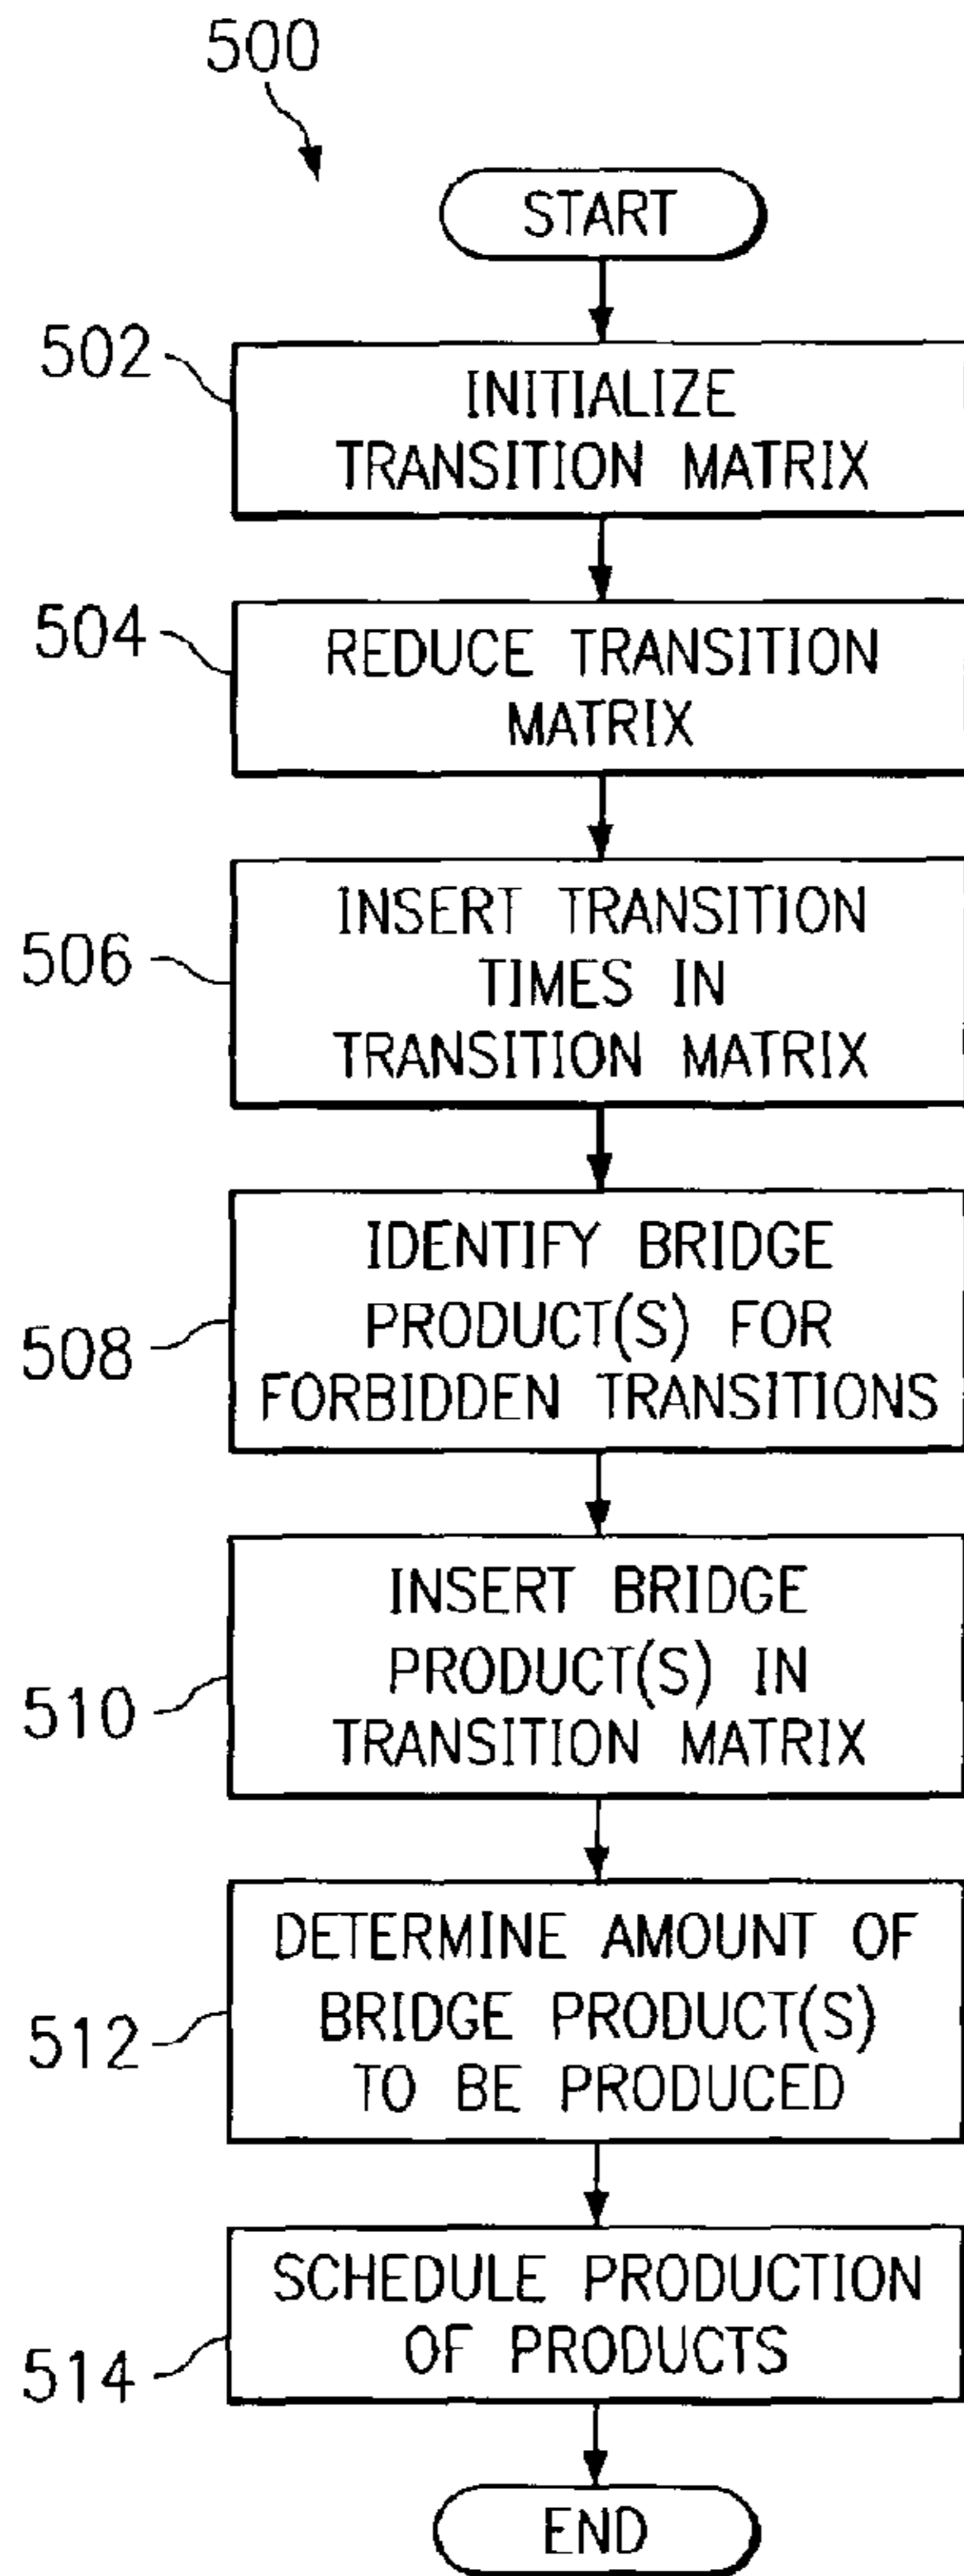 500
START
502
INITIALIZE
TRANSITION MATRIX
504
REDUCE TRANSITION
MATRIX
506
INSERT TRANSITION
TIMES IN
TRANSITION MATRIX
508
IDENTIFY BRIDGE
PRODUCT(S) FOR
FORBIDDEN TRANSITIONS
510
INSERT BRIDGE
PRODUCT(S) IN
TRANSITION MATRIX
512
DETERMINE AMOUNT OF
BRIDGE PRODUCT(S)
TO BE PRODUCED
514
SCHEDULE PRODUCTION
OF PRODUCTS
END